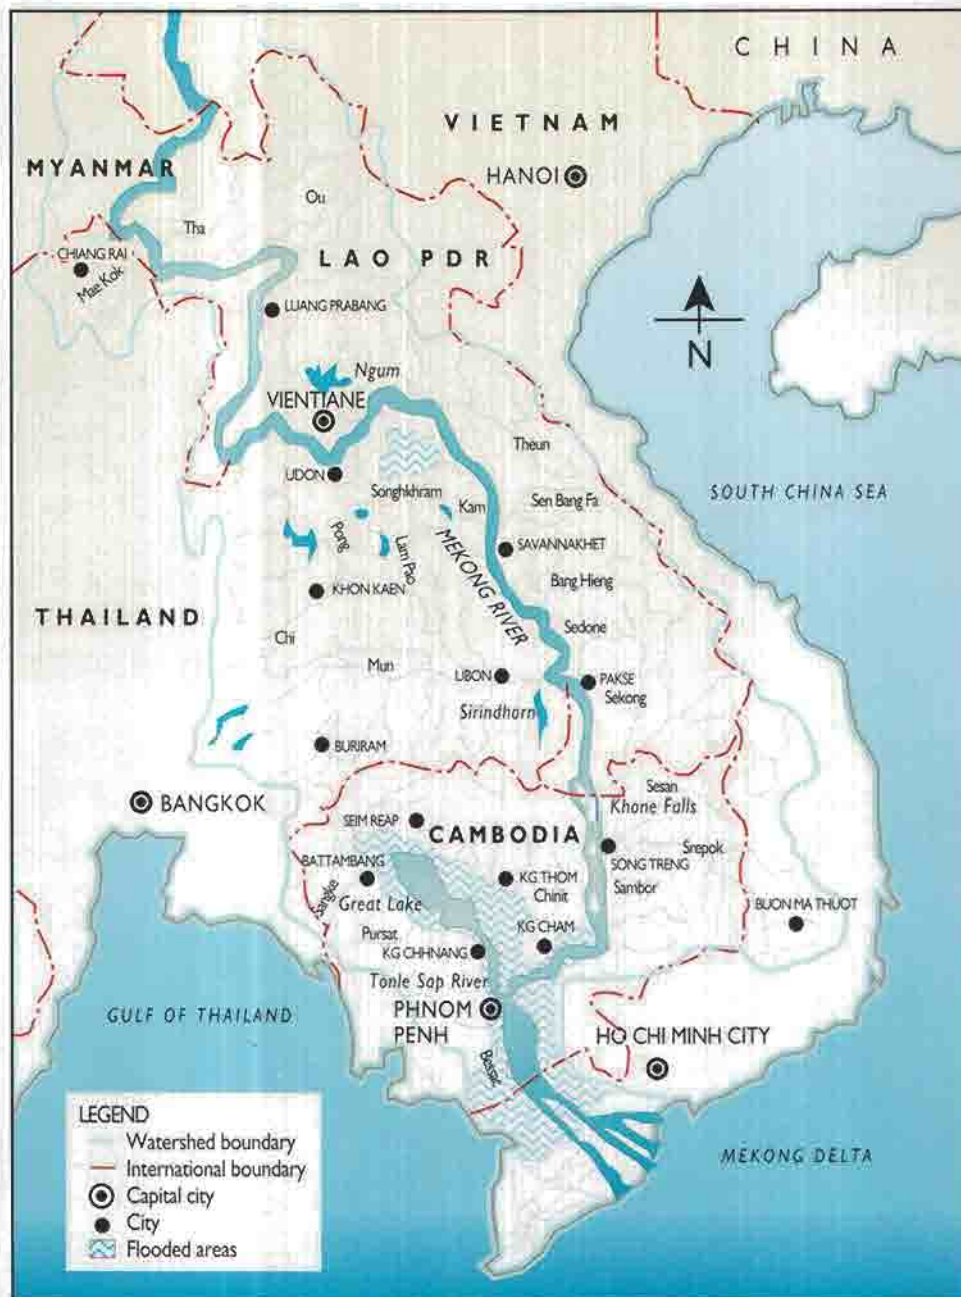 CHINA
VIETNAM
MYANMAR
HANOI
Ou
Tha
CHIANG RAI
LAO PDR
Mae Kok
LUANG PRABANG
N
Ngum
VIENTIANE
Theun
UDON
Songhkhram
SOUTH CHINA SEA
Kam
Sen Bang Fa
Pong
Lam Pao
MEKONG RIVER
SAVANNAKHET
KHON KAEN
Bang Hieng
THAILAND
Sedone
Chi
Mun
UBON
PAKSE
Sekong
Sirindhorn
BURIRAM
Sesan
BANGKOK
Khone Falls
SEIM REAP
CAMBODIA
Srepok
BATTAMBANG
SONG TRENG
KG THOM
Sambor
Chinit
Sangke
Great Lake
BUON MA THUOT
Pursat
KG CHAM
KG CHHNANG
Tonle Sap River
GULF OF THAILAND
PHNOM
PENH
HO CHI MINH CITY
Bassac
LEGEND
Watershed boundary
International boundary
Capital city
City
Flooded areas
MEKONG DELTA